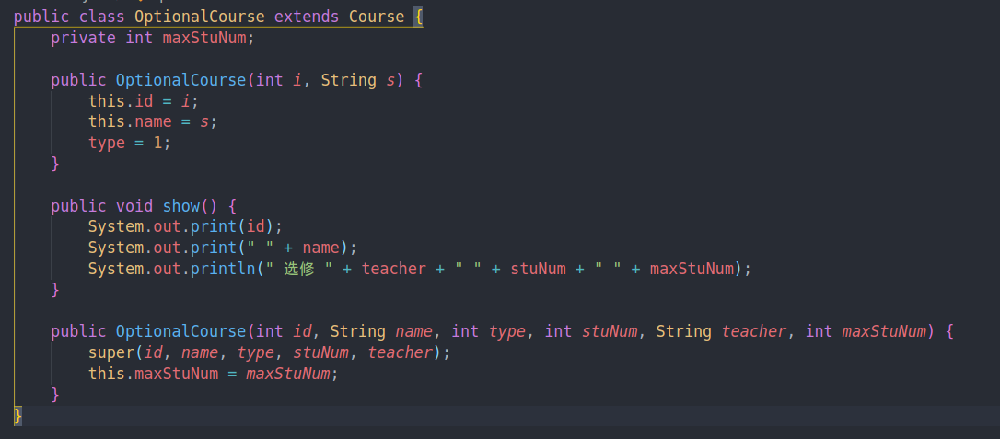 public class OptionalCourse extends Course {
    private int maxStuNum;

    public OptionalCourse(int i, String s) {
        this.id = i;
        this.name = s;
        type = 1;
    }

    public void show() {
        System.out.print(id);
        System.out.print(" " + name);
        System.out.println(" 选修 " + teacher + " " + stuNum + " " + maxStuNum);
    }

    public OptionalCourse(int id, String name, int type, int stuNum, String teacher, int maxStuNum) {
        super(id, name, type, stuNum, teacher);
        this.maxStuNum = maxStuNum;
    }
}